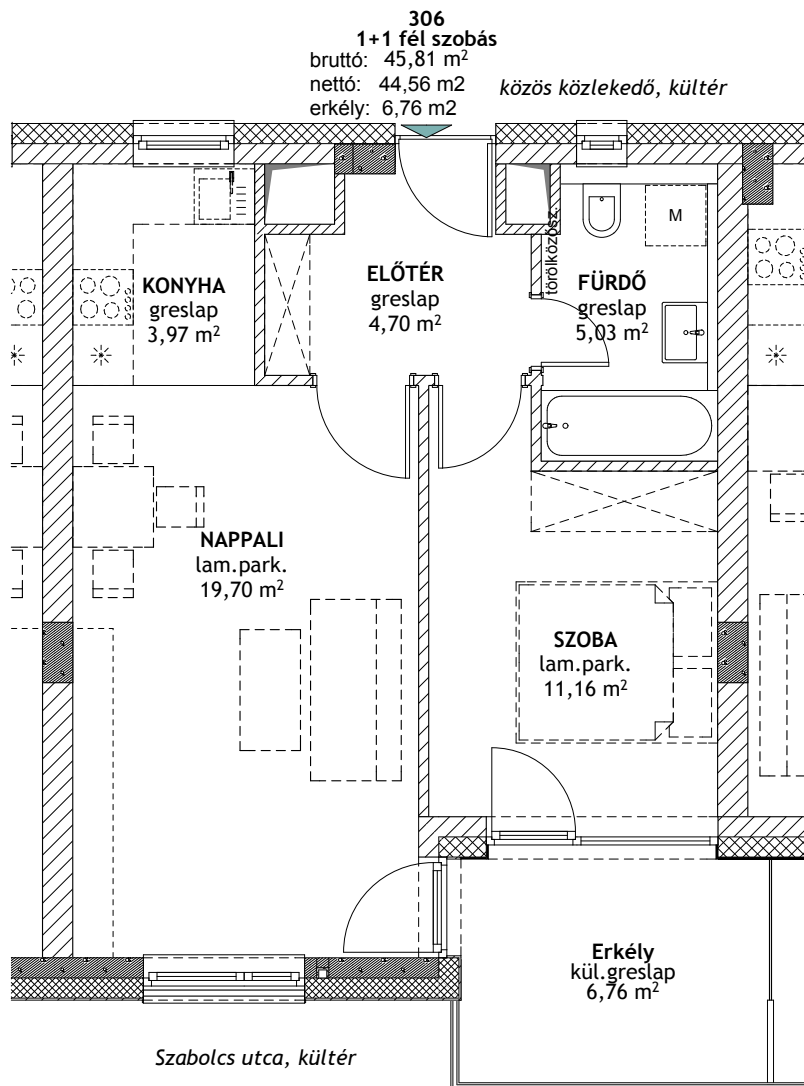 306
1+1 fél szobás
bruttó: 45,81 m²
nettó: 44,56 m2
erkély: 6,76 m2
közös közlekedő, kültér
KONYHA
greslap
3,97 m²
ELŐTÉR
greslap
4,70 m²
törölközősz.
M
FÜRDŐ
greslap
5,03 m²
NAPPALI
lam.park.
19,70 m²
SZOBA
lam.park.
11,16 m²
Erkély
kül.greslap
6,76 m²
Szabolcs utca, kültér